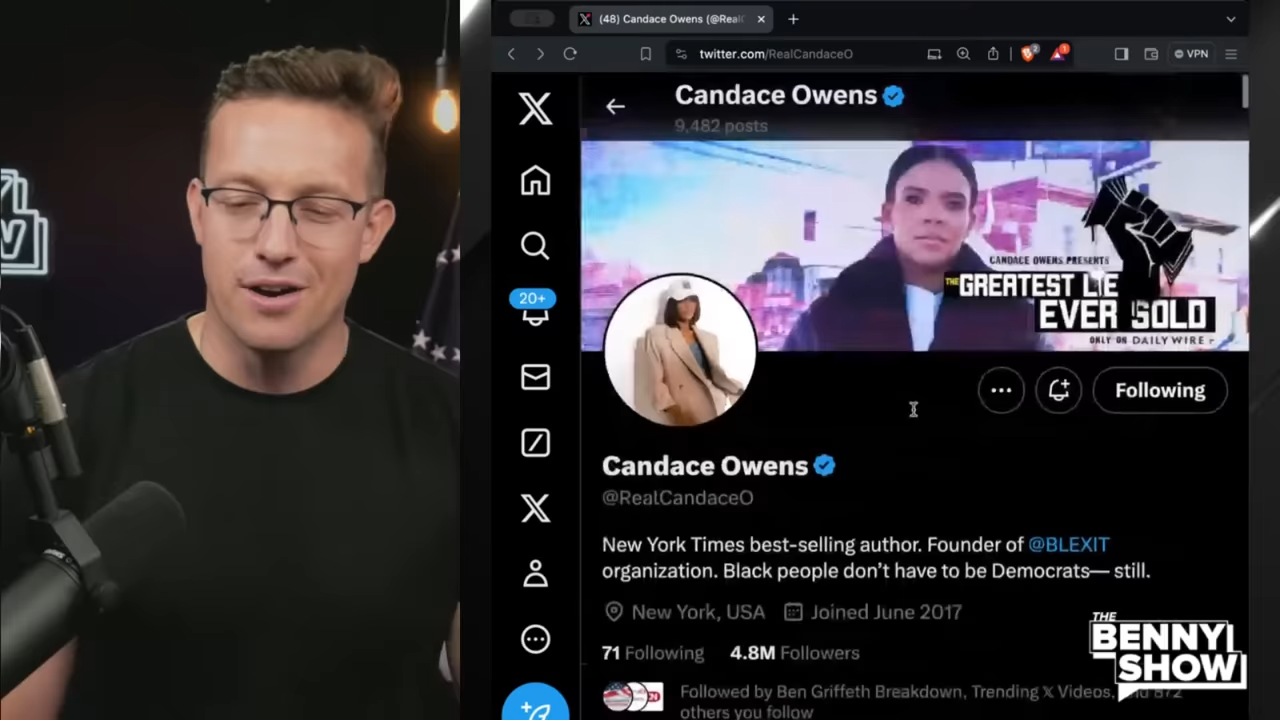 (48) Candace Owens (@Real
twitter.com/RealCandaceO
VPN
Candace Owens
9,482 posts
CANDACE OWENS PRESENTS
THE GREATEST LIE
EVER SOLD
ONLY ON DAILYWIRE+
20+
Following
Candace Owens
@RealCandaceO
New York Times best-selling author. Founder of @BLEXIT
organization. Black people don’t have to be Democrats— still.
New York, USA Joined June 2017
71 Following 4.8M Followers
Followed by Ben Griffeth Breakdown, Trending 𝕏 Videos, and 872
others you follow
THE
BENNY
SHOW